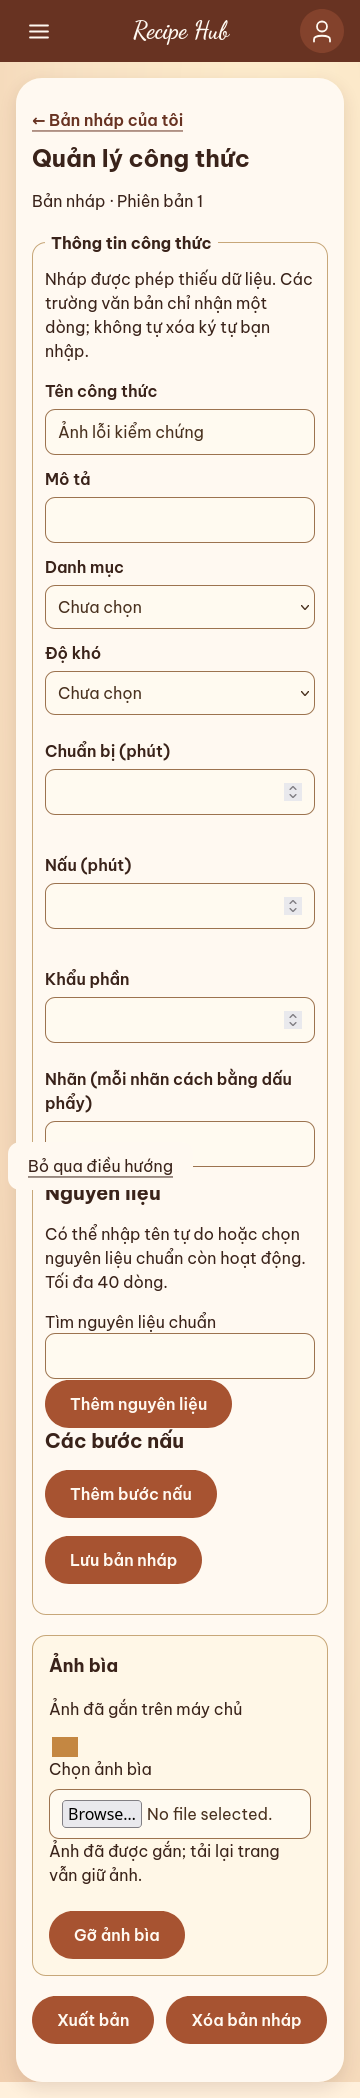 Recipe Hub
← Bản nháp của tôi
Quản lý công thức
Bản nháp · Phiên bản 1
Thông tin công thức
Nháp được phép thiếu dữ liệu. Các
trường văn bản chỉ nhận một
dòng; không tự xóa ký tự bạn
nhập.
Tên công thức
Ảnh lỗi kiểm chứng
Mô tả
Danh mục
Chưa chọn
Độ khó
Chưa chọn
Chuẩn bị (phút)
Nấu (phút)
Khẩu phần
Nhãn (mỗi nhãn cách bằng dấu
phẩy)
Bỏ qua điều hướng
Nguyên liệu
Có thể nhập tên tự do hoặc chọn
nguyên liệu chuẩn còn hoạt động.
Tối đa 40 dòng.
Tìm nguyên liệu chuẩn
Thêm nguyên liệu
Các bước nấu
Thêm bước nấu
Lưu bản nháp
Ảnh bìa
Ảnh đã gắn trên máy chủ
Chọn ảnh bìa
Browse... No file selected.
Ảnh đã được gắn; tải lại trang
vẫn giữ ảnh.
Gỡ ảnh bìa
Xuất bản
Xóa bản nháp